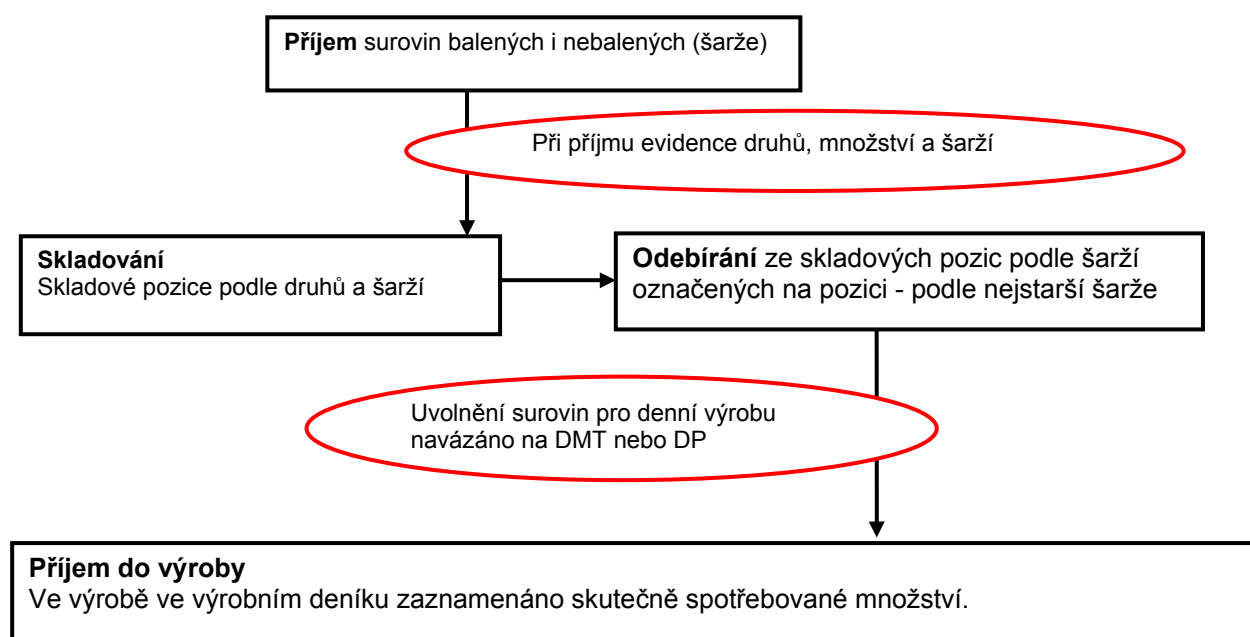 Příjem surovin balených i nebalených (šarže)
Při příjmu evidence druhů, množství a šarží
Skladování
Skladové pozice podle druhů a šarží
Odebírání ze skladových pozic podle šarží
označených na pozici - podle nejstarší šarže
Uvolnění surovin pro denní výrobu
navázáno na DMT nebo DP
Příjem do výroby
Ve výrobě ve výrobním deníku zaznamenáno skutečně spotřebované množství.